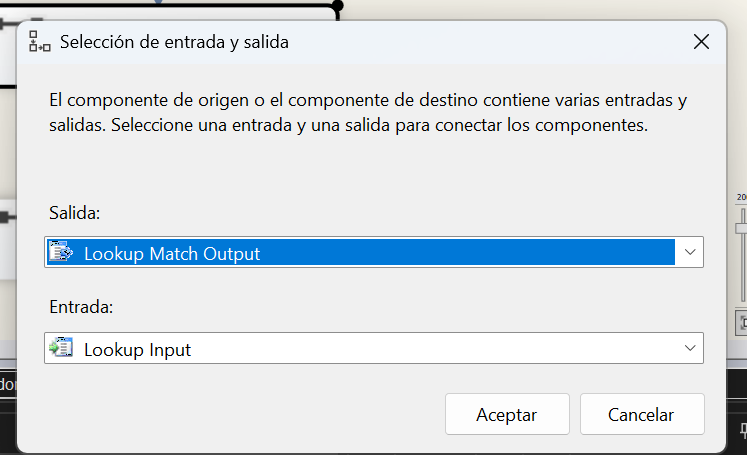 Selección de entrada y salida
El componente de origen o el componente de destino contiene varias entradas y
salidas. Seleccione una entrada y una salida para conectar los componentes.
Salida:
Lookup Match Output
Entrada:
Lookup Input
Aceptar
Cancelar